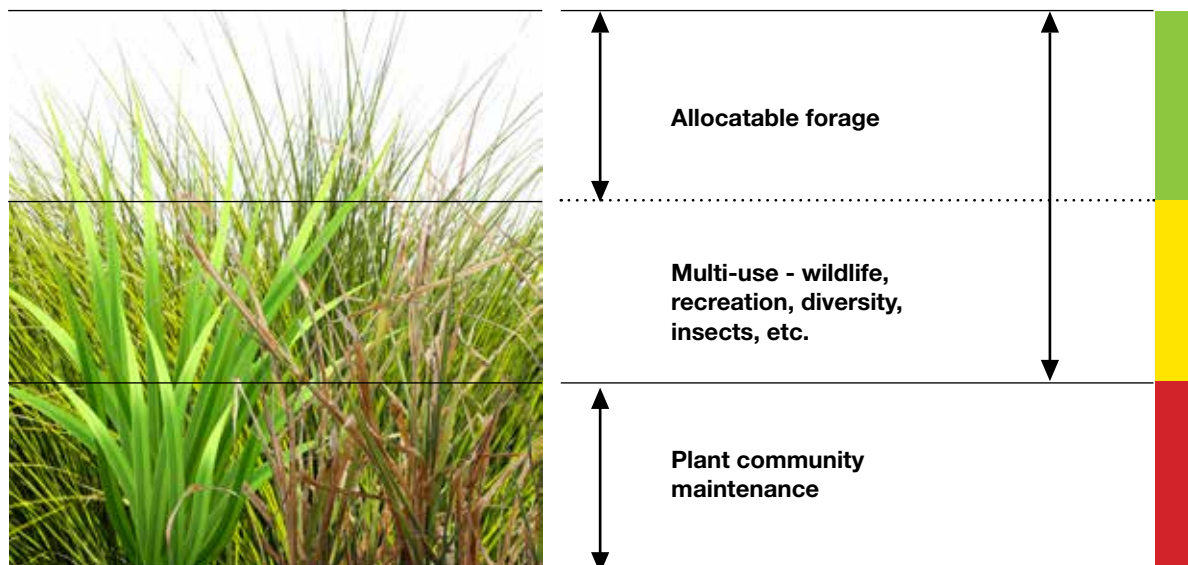 Allocatable forage
Multi-use - wildlife,
recreation, diversity,
insects, etc.
Plant community
maintenance